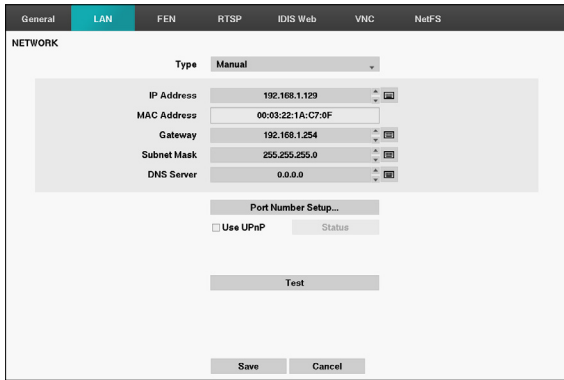 General LAN FEN RTSP IDIS Web VNC NetFS
NETWORK
Type Manual
IP Address 192.168.1.129
MAC Address 00:03:22:1A:C7:0F
Gateway 192.168.1.254
Subnet Mask 255.255.255.0
DNS Server 0.0.0.0
Port Number Setup...
Use UPnP Status
Test
Save Cancel